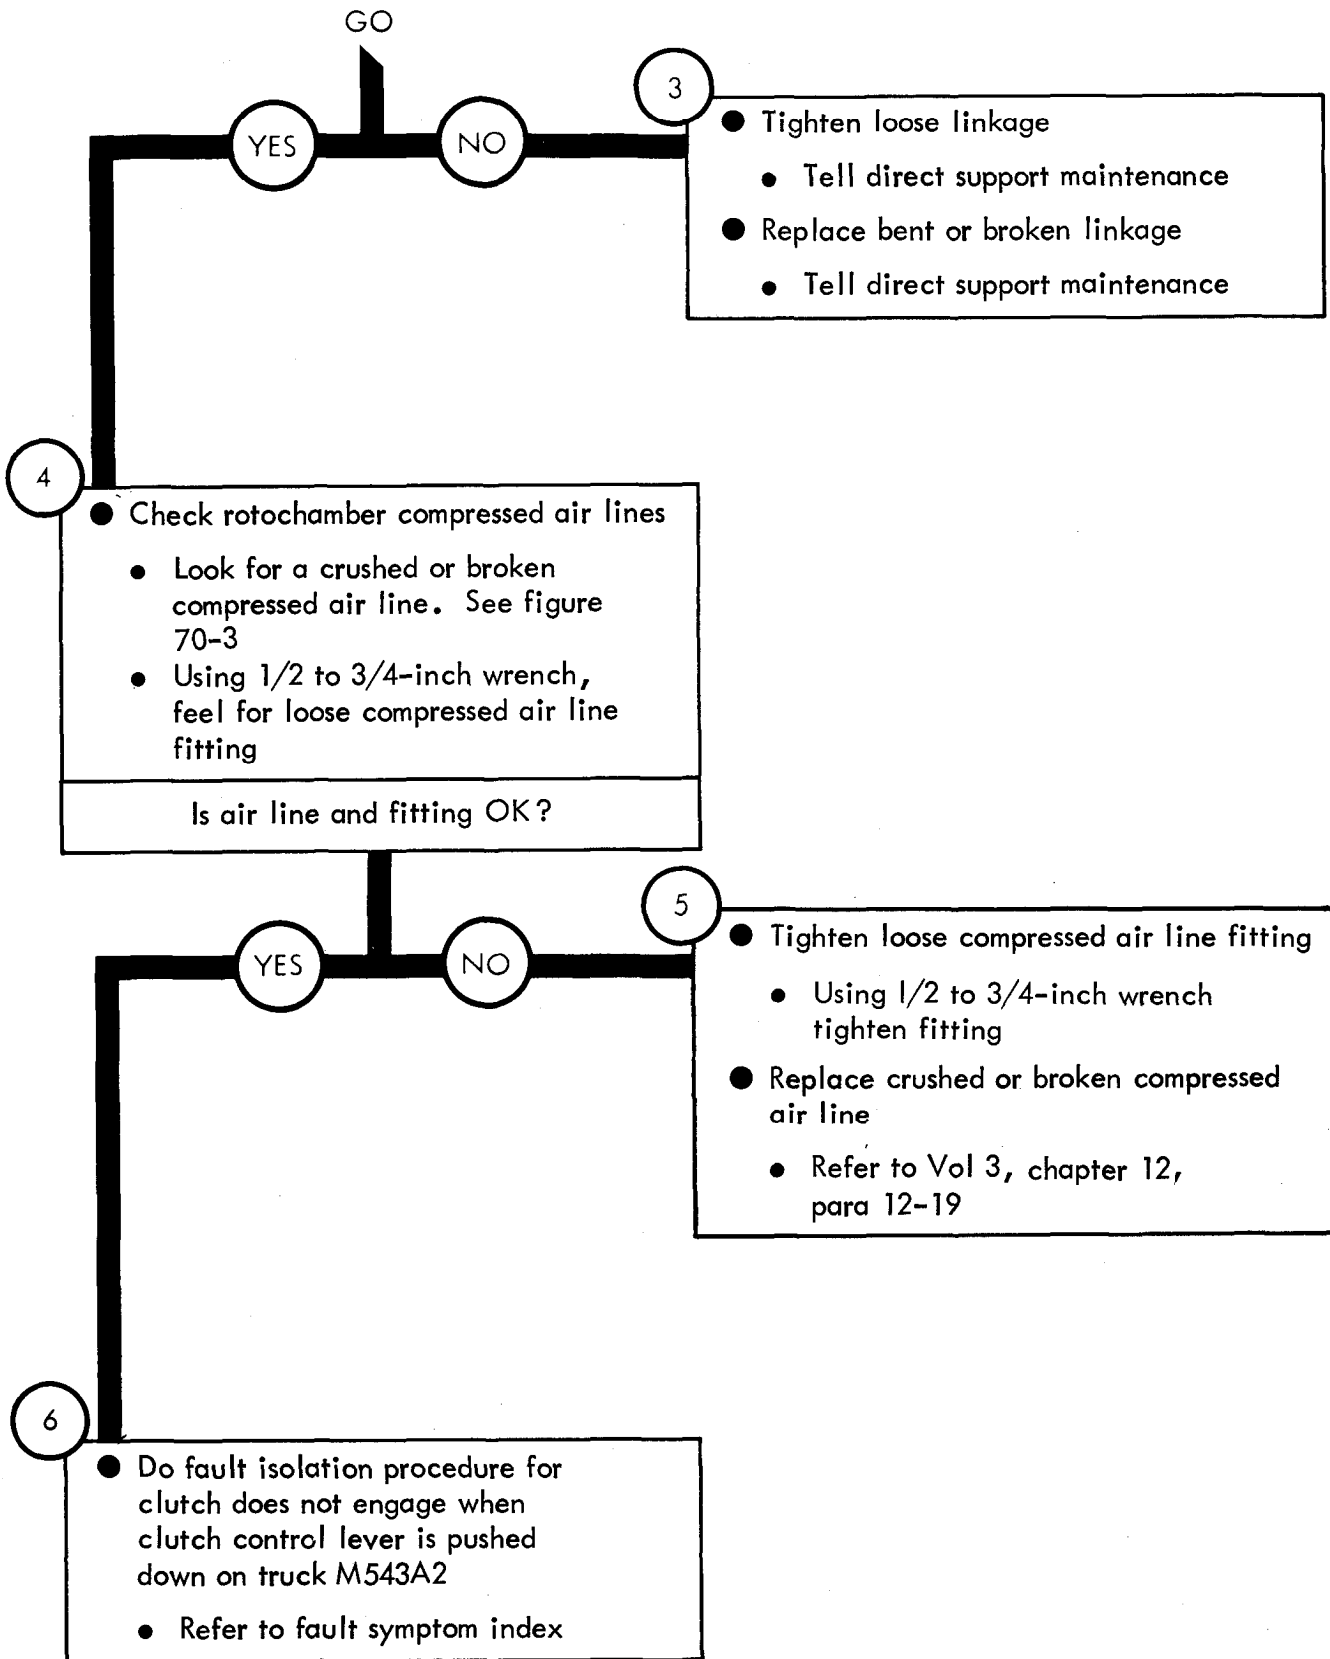 GO
YES
NO
3
● Tighten loose linkage
● Tell direct support maintenance
● Replace bent or broken linkage
● Tell direct support maintenance
4
● Check rotochamber compressed air lines
● Look for a crushed or broken
compressed air line. See figure
70-3
● Using 1/2 to 3/4-inch wrench,
feel for loose compressed air line
fitting
Is air line and fitting OK?
YES
NO
5
● Tighten loose compressed air line fitting
● Using 1/2 to 3/4-inch wrench
tighten fitting
● Replace crushed or broken compressed
air line
● Refer to Vol 3, chapter 12,
para 12-19
6
● Do fault isolation procedure for
clutch does not engage when
clutch control lever is pushed
down on truck M543A2
● Refer to fault symptom index